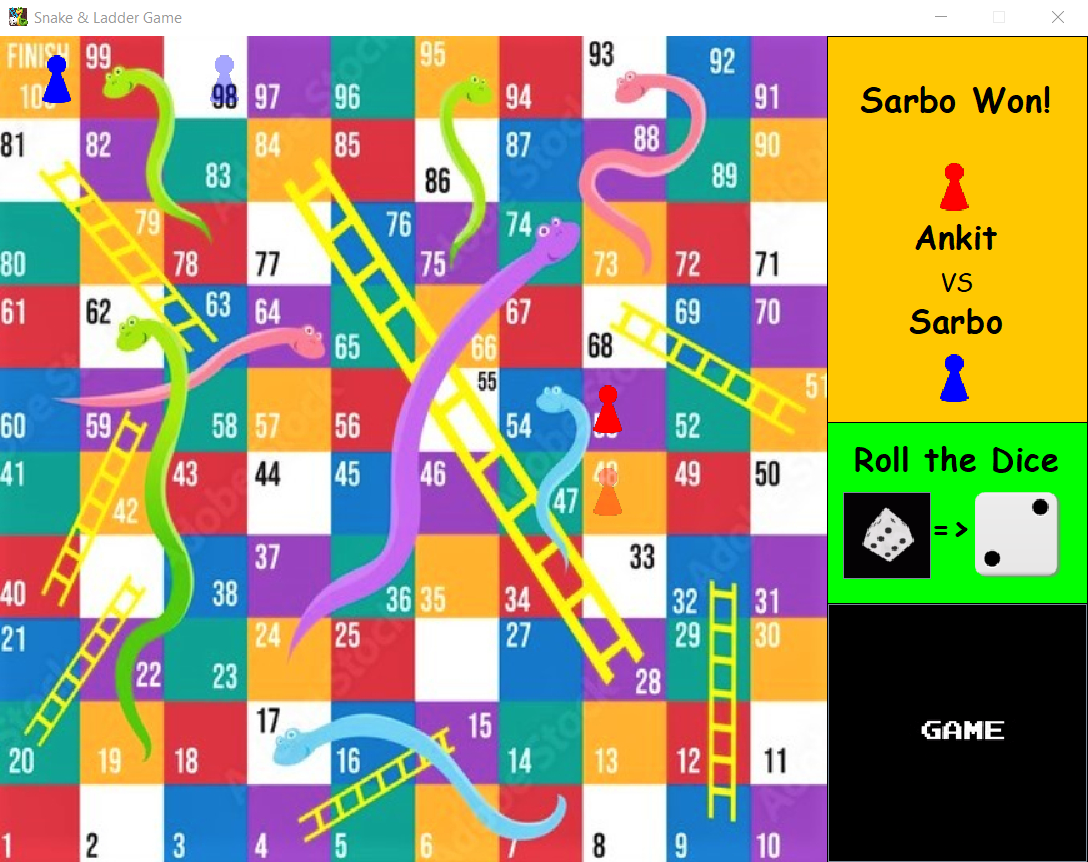 Snake & Ladder Game
FINISH
100 99 98 97 96 95 94 93 92 91
81 82 83 84 85 86 87 88 89 90
80 79 78 77 76 75 74 73 72 71
61 62 63 64 65 66 67 68 69 70
60 59 58 57 56 55 54 52 51
41 42 43 44 45 46 47 48 49 50
40 38 37 36 35 34 33 32 31
21 22 23 24 25 27 28 29 30
20 19 18 17 16 15 14 13 12 11
1 2 3 4 5 6 7 8 9 10
Sarbo Won!
Ankit
VS
Sarbo
Roll the Dice
=>
GAME